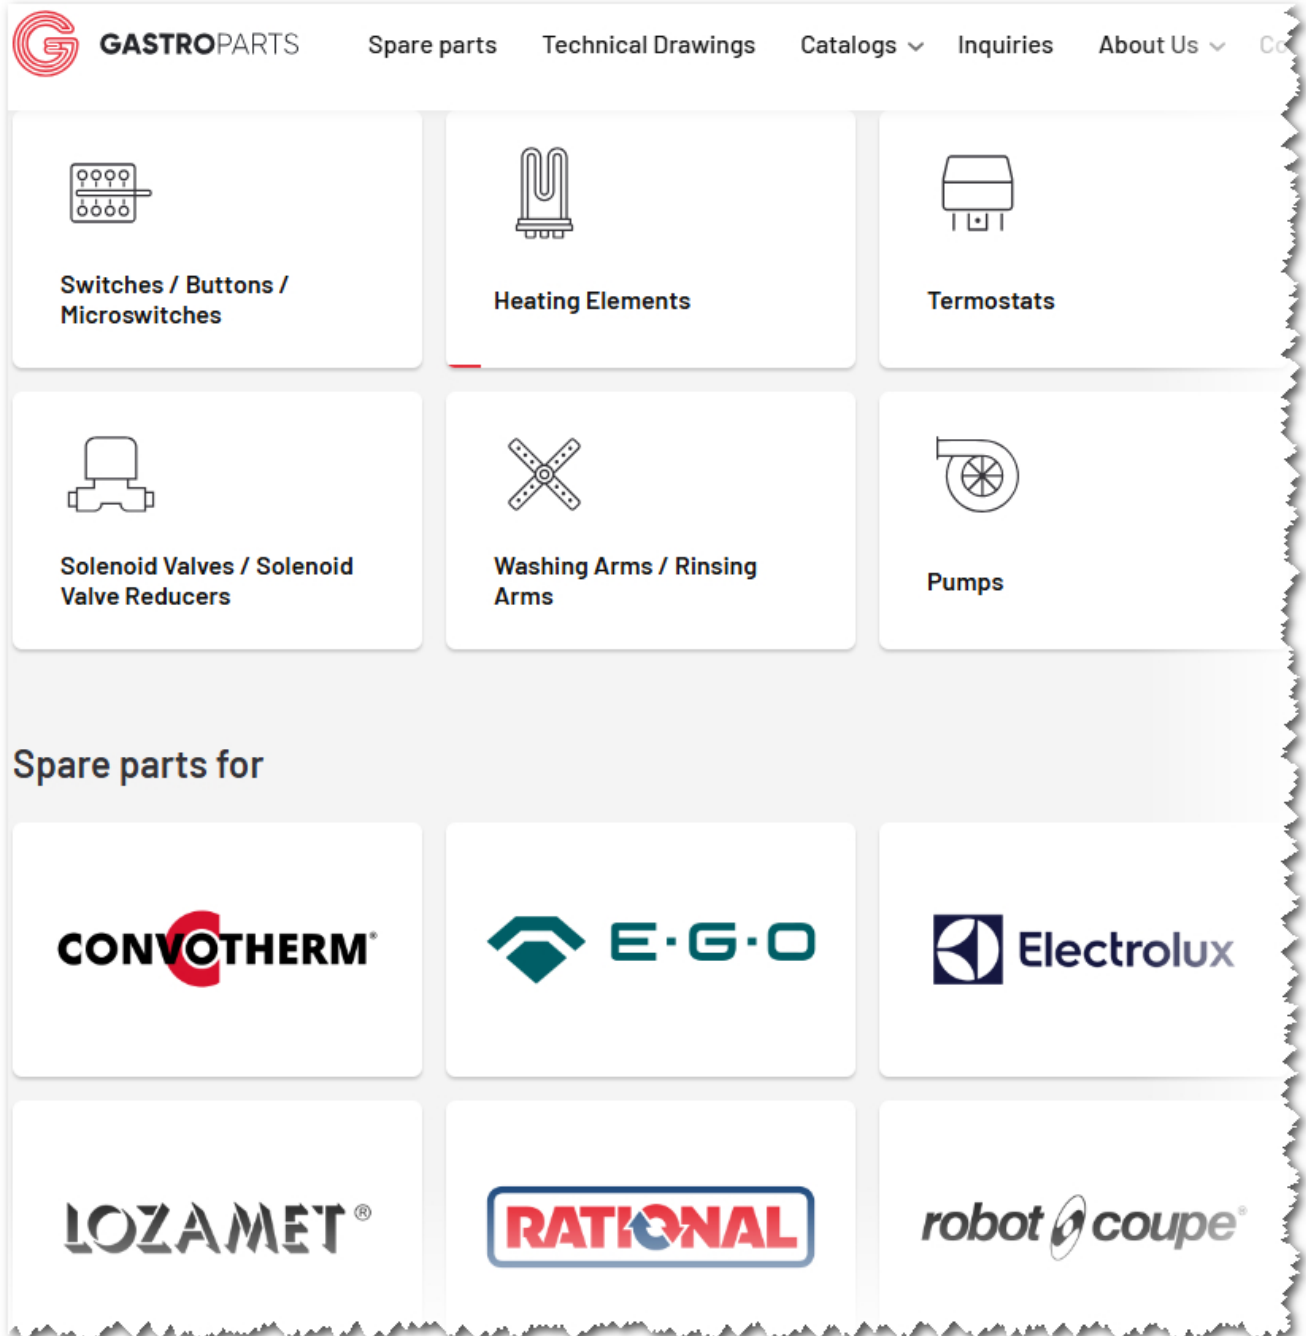 GASTROPARTS Spare parts Technical Drawings Catalogs Inquiries About Us Co
Switches / Buttons /
Microswitches
Heating Elements
Termostats
Solenoid Valves / Solenoid
Valve Reducers
Washing Arms / Rinsing
Arms
Pumps
Spare parts for
CONVOTHERM®
E·G·O
Electrolux
LOZAMET®
RATIONAL
robot coupe®